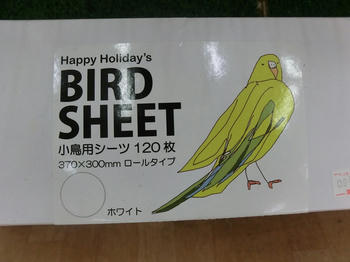 Happy Holiday's
BIRD
SHEET
小鳥用シーツ 120 枚
370×300mm ロールタイプ
ホワイト